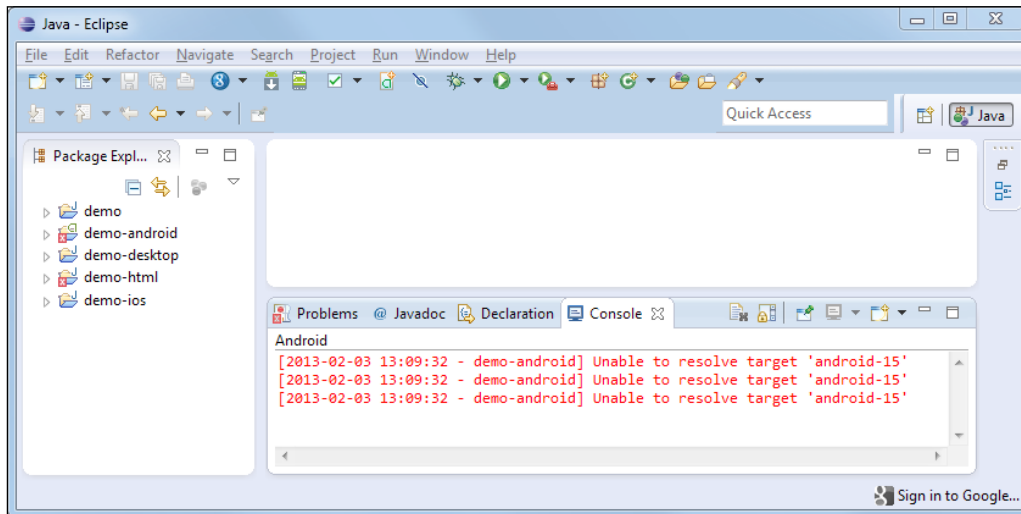 Java - Eclipse
File Edit Refactor Navigate Search Project Run Window Help
Quick Access
Java
Package Expl...
demo
demo-android
demo-desktop
demo-html
demo-ios
Problems @ Javadoc Declaration Console
Android
[2013-02-03 13:09:32 - demo-android] Unable to resolve target 'android-15'
[2013-02-03 13:09:32 - demo-android] Unable to resolve target 'android-15'
[2013-02-03 13:09:32 - demo-android] Unable to resolve target 'android-15'
Sign in to Google...